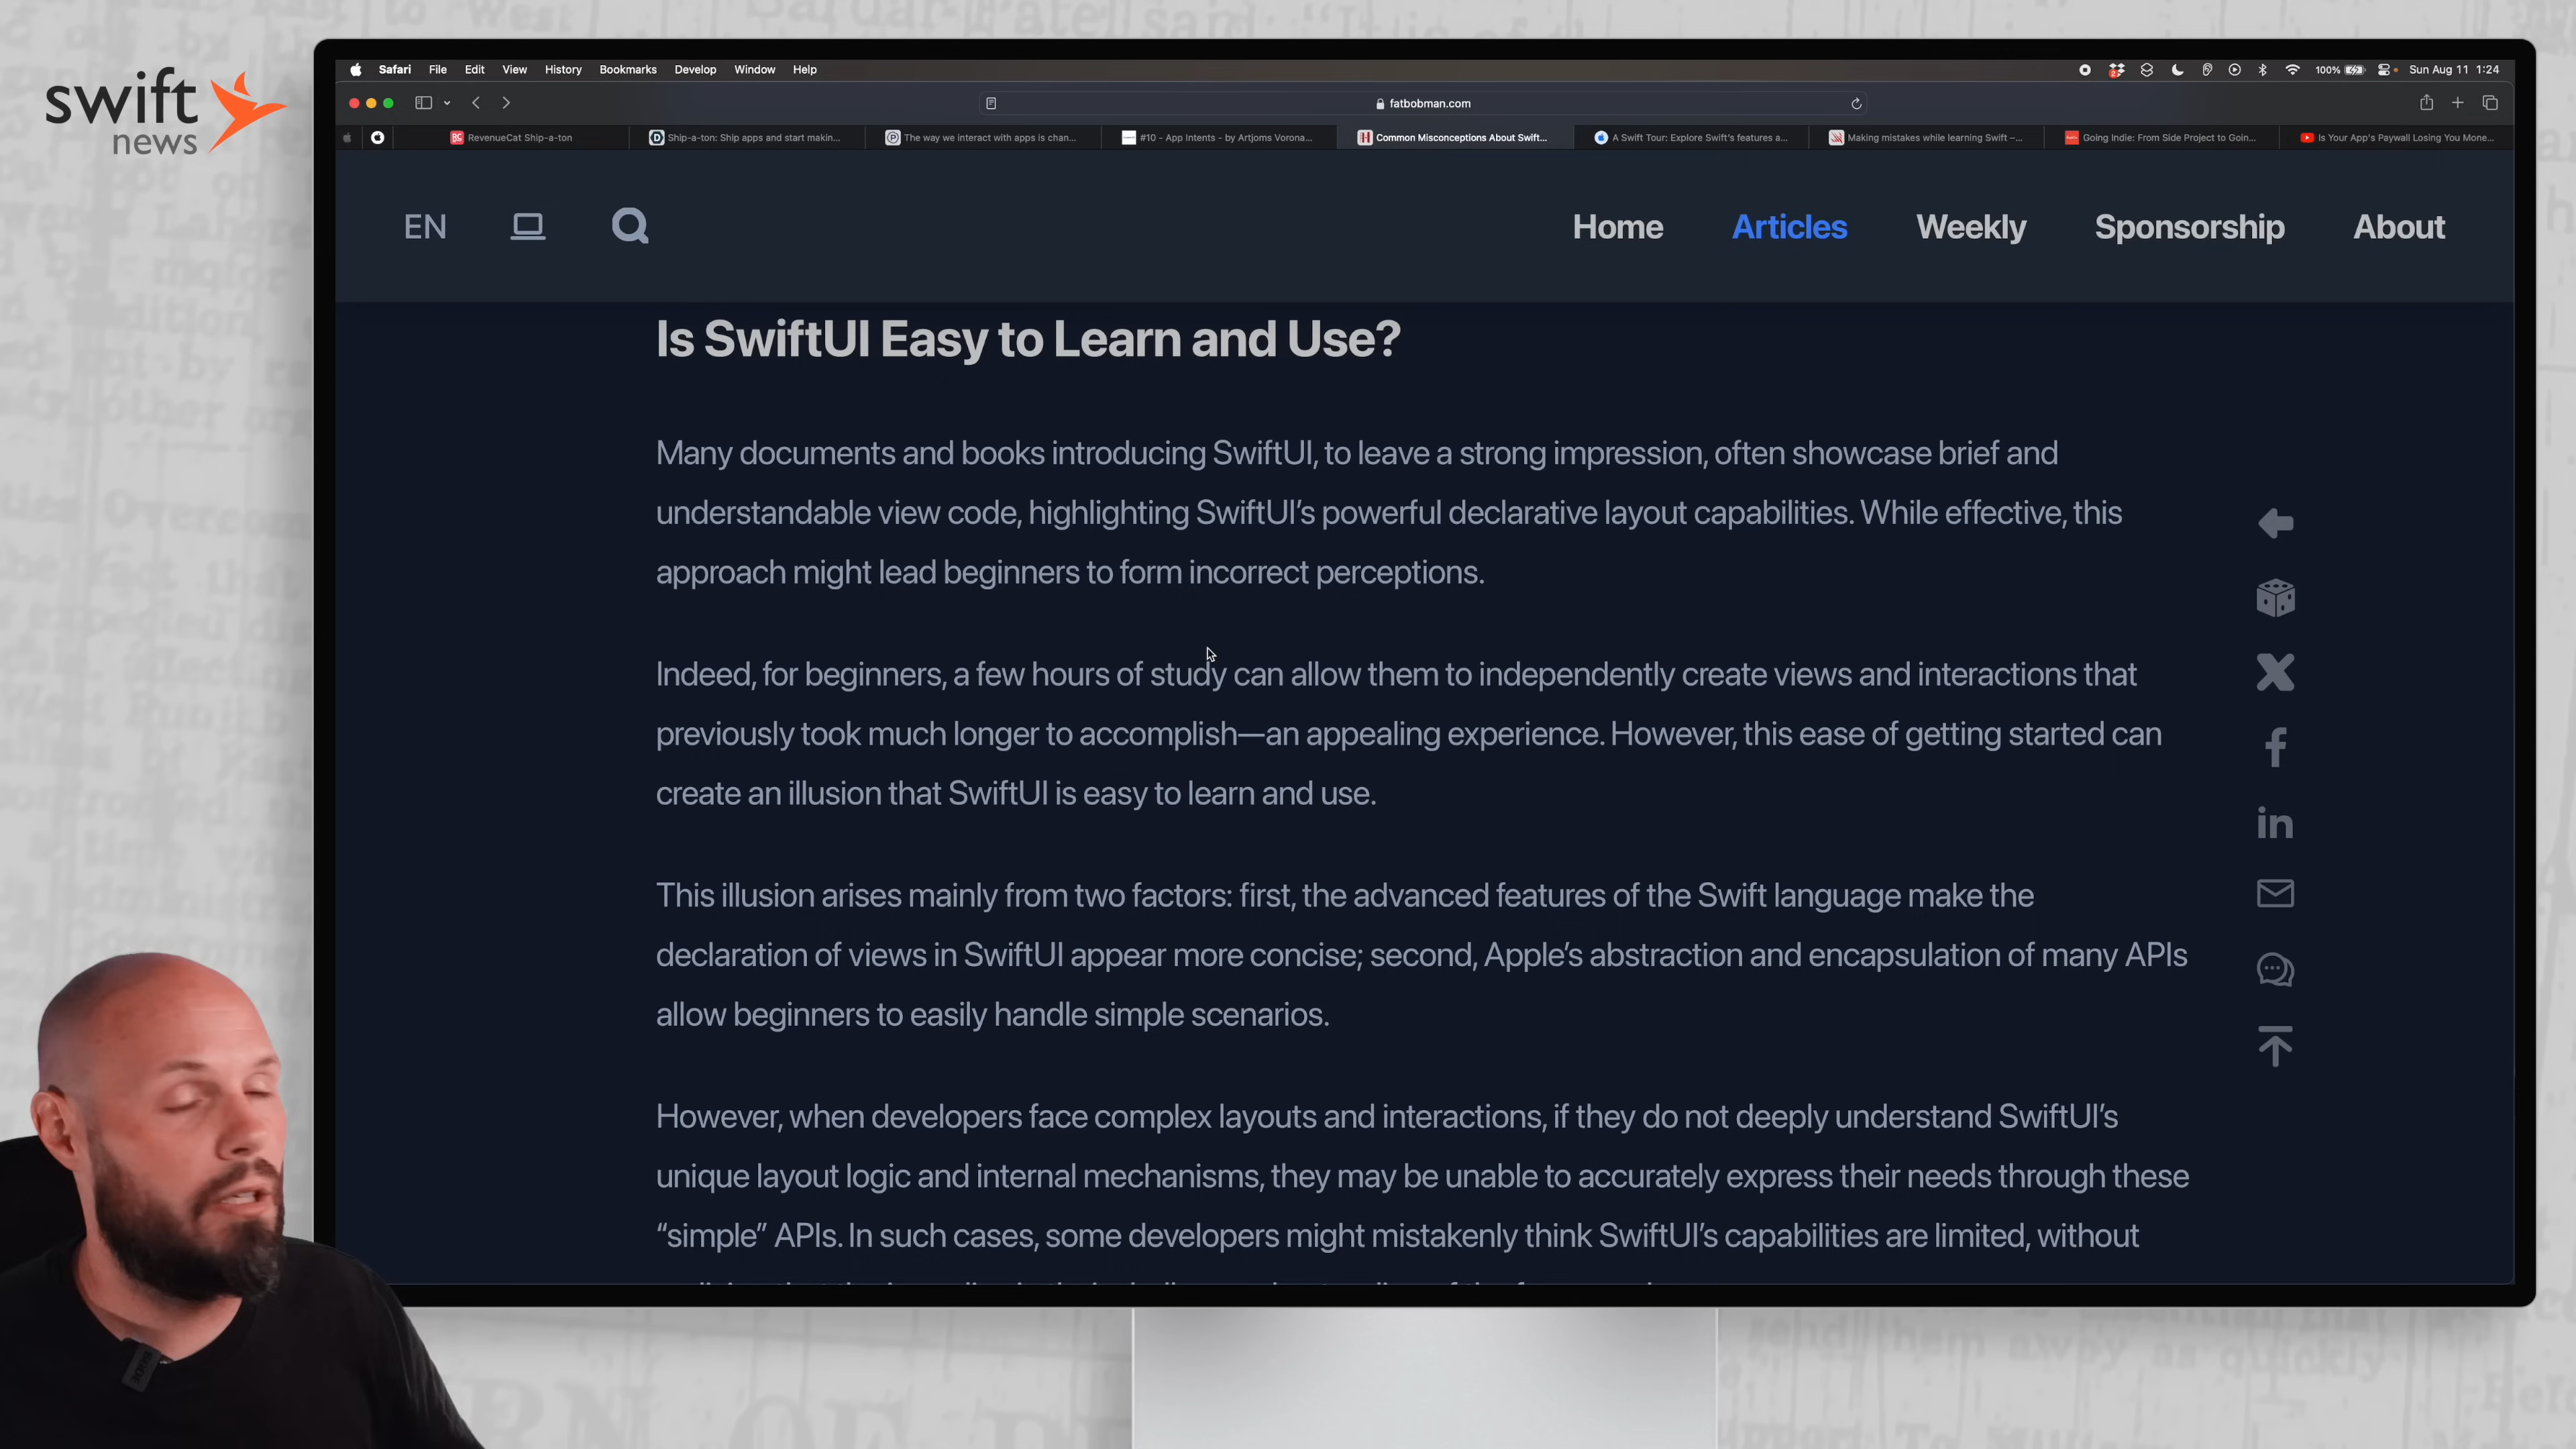 swift
news
Safari File Edit View History Bookmarks Develop Window Help
100% Sun Aug 11 1:24
fatbobman.com
RevenueCat Ship-a-ton
Ship-a-ton: Ship apps and start makin...
The way we interact with apps is chan...
#10 - App Intents - by Artjoms Vorona...
Common Misconceptions About Swift...
A Swift Tour: Explore Swift's features a...
Making mistakes while learning Swift –...
Going Indie: From Side Project to Goin...
Is Your App's Paywall Losing You Mone...
EN
Home Articles Weekly Sponsorship About
Is SwiftUI Easy to Learn and Use?
Many documents and books introducing SwiftUI, to leave a strong impression, often showcase brief and
understandable view code, highlighting SwiftUI’s powerful declarative layout capabilities. While effective, this
approach might lead beginners to form incorrect perceptions.
Indeed, for beginners, a few hours of study can allow them to independently create views and interactions that
previously took much longer to accomplish—an appealing experience. However, this ease of getting started can
create an illusion that SwiftUI is easy to learn and use.
This illusion arises mainly from two factors: first, the advanced features of the Swift language make the
declaration of views in SwiftUI appear more concise; second, Apple’s abstraction and encapsulation of many APIs
allow beginners to easily handle simple scenarios.
However, when developers face complex layouts and interactions, if they do not deeply understand SwiftUI’s
unique layout logic and internal mechanisms, they may be unable to accurately express their needs through these
“simple” APIs. In such cases, some developers might mistakenly think SwiftUI’s capabilities are limited, without